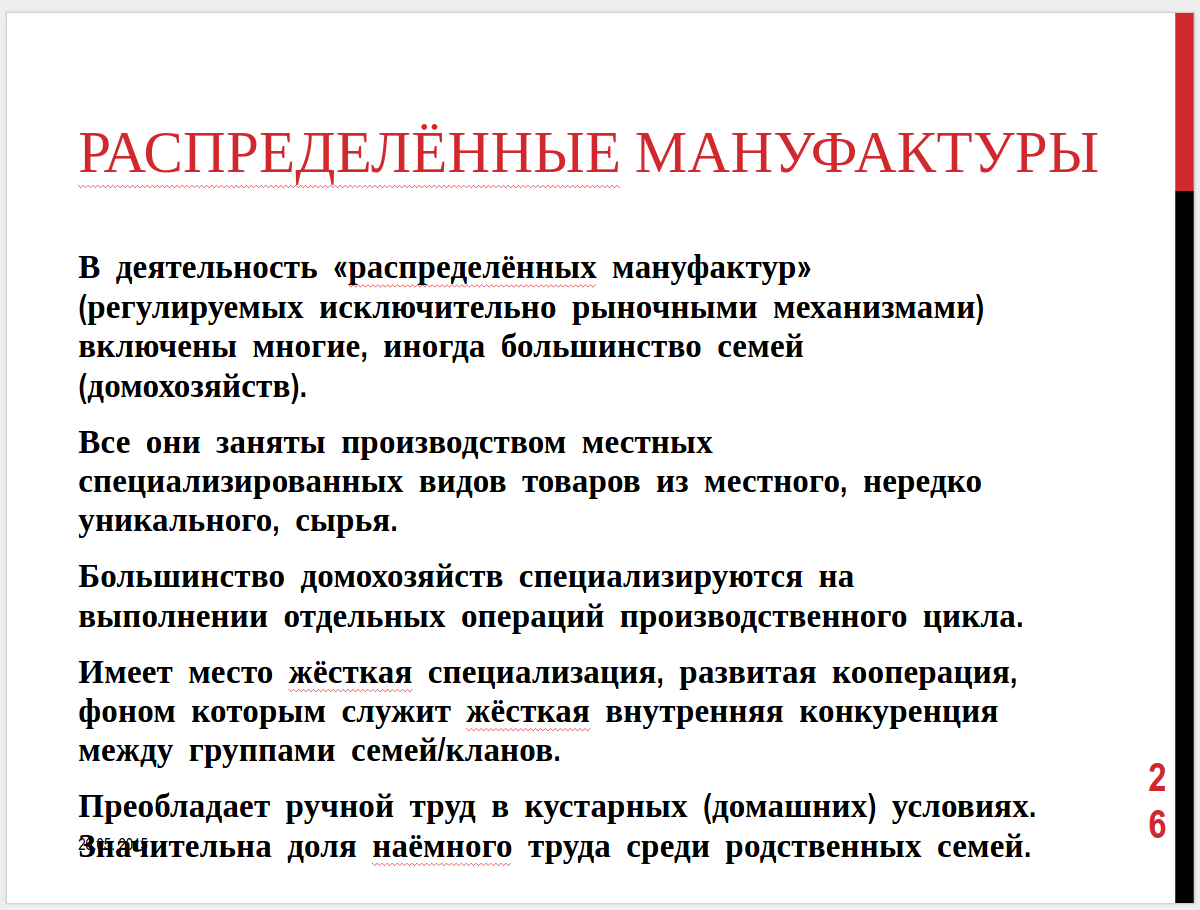 РАСПРЕДЕЛЁННЫЕ МАНУФАКТУРЫ
В деятельность «распределённых мануфактур»
(регулируемых исключительно рыночными механизмами)
включены многие, иногда большинство семей
(домохозяйств).
Все они заняты производством местных
специализированных видов товаров из местного, нередко
уникального, сырья.
Большинство домохозяйств специализируются на
выполнении отдельных операций производственного цикла.
Имеет место жёсткая специализация, развитая кооперация,
фоном которым служит жёсткая внутренняя конкуренция
между группами семей/кланов.
Преобладает ручной труд в кустарных (домашних) условиях.
Значительна доля наёмного труда среди родственных семей.
2
6